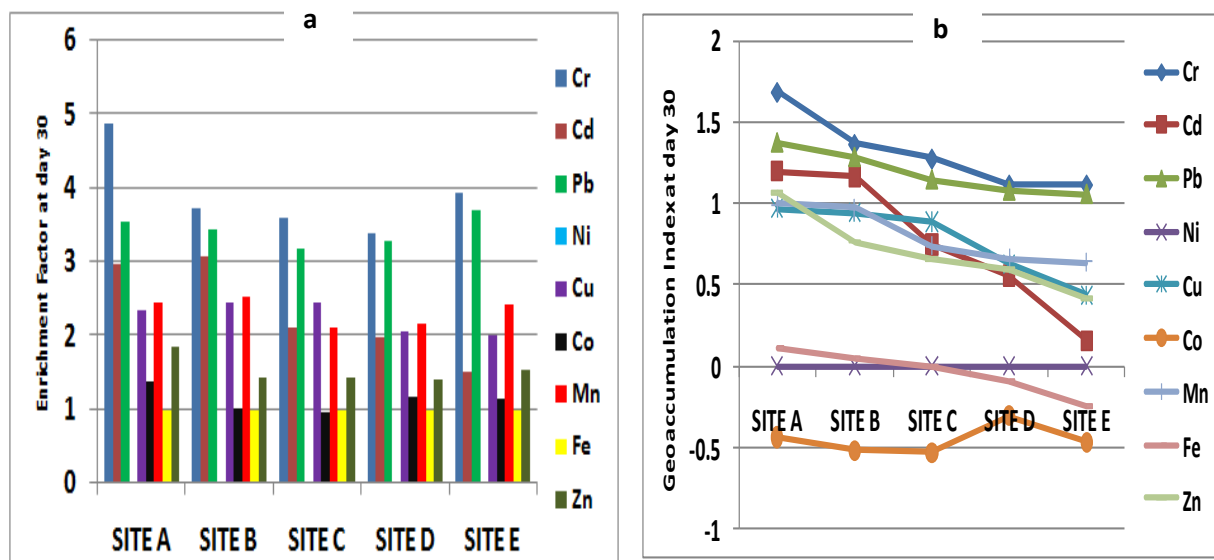 a
Enrichment Factor at day 30
6
5
4
3
2
1
0
SITE A SITE B SITE C SITE D SITE E
Cr
Cd
Pb
Ni
Cu
Co
Mn
Fe
Zn
b
Geoaccumulation Index at day 30
2
1.5
1
0.5
0
-0.5
-1
SITE A SITE B SITE C SITE D SITE E
Cr
Cd
Pb
Ni
Cu
Co
Mn
Fe
Zn